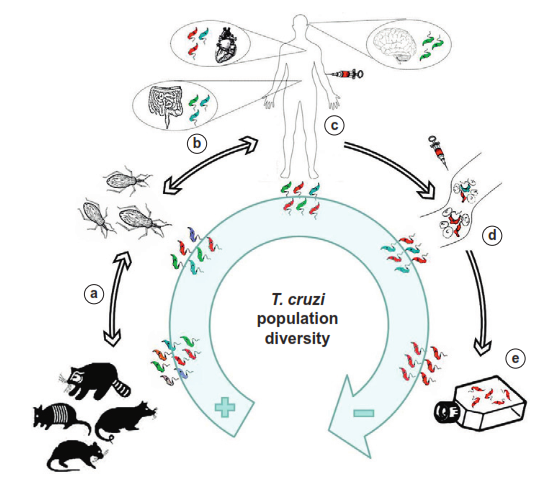 b
c
d
a
T. cruzi
population
diversity
e
+
−